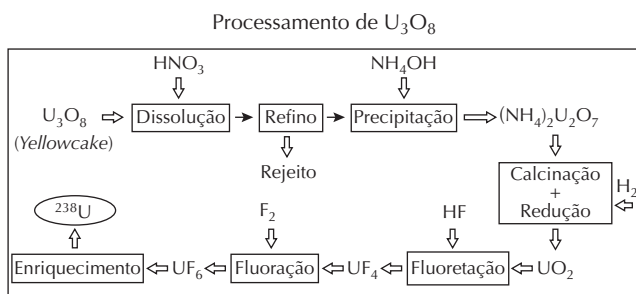 Processamento de U₃O₈
HNO₃ NH₄OH
U₃O₈ Dissolução Refino Precipitação (NH₄)₂U₂O₇
(Yellowcake)
Rejeito
Calcinação
+
Redução
H₂
²³⁸U F₂ HF
Enriquecimento UF₆ Fluoração UF₄ Fluoretação UO₂